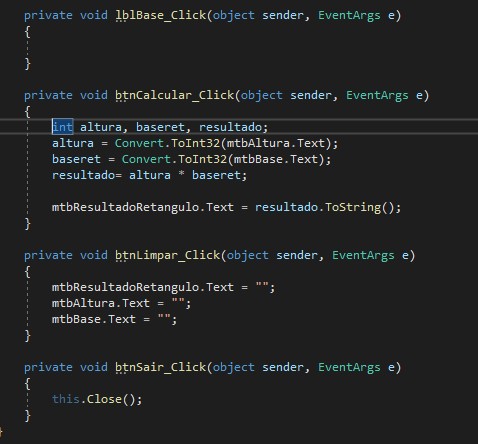 private void lblBase_Click(object sender, EventArgs e)
{
}
private void btnCalcular_Click(object sender, EventArgs e)
{
int altura, baseret, resultado;
altura = Convert.ToInt32(mtbAltura.Text);
baseret = Convert.ToInt32(mtbBase.Text);
resultado= altura * baseret;
mtbResultadoRetangulo.Text = resultado.ToString();
}
private void btnLimpar_Click(object sender, EventArgs e)
{
mtbResultadoRetangulo.Text = "";
mtbAltura.Text = "";
mtbBase.Text = "";
}
private void btnSair_Click(object sender, EventArgs e)
{
this.Close();
}
}